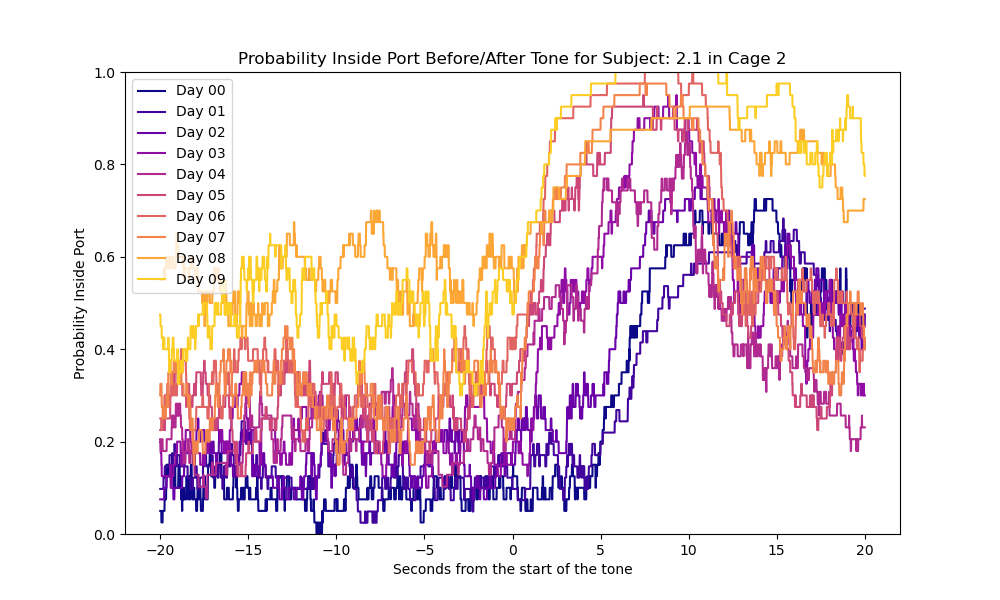 Probability Inside Port Before/After Tone for Subject: 2.1 in Cage 2
1.0
0.8
0.6
0.4
0.2
0.0
Probability Inside Port
Day 00
Day 01
Day 02
Day 03
Day 04
Day 05
Day 06
Day 07
Day 08
Day 09
−20 −15 −10 −5 0 5 10 15 20
Seconds from the start of the tone